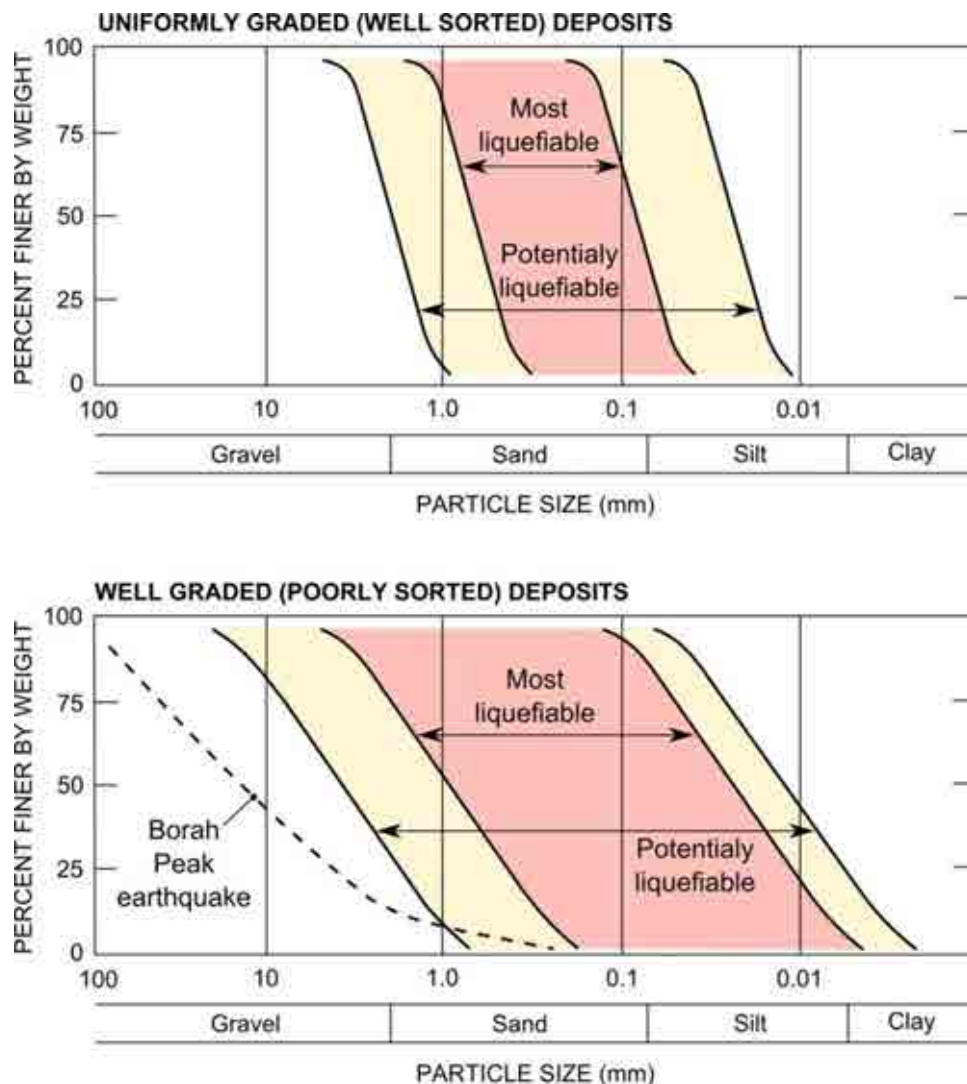 UNIFORMLY GRADED (WELL SORTED) DEPOSITS
PERCENT FINER BY WEIGHT
100
75
50
25
0
Most
liquefiable
Potentialy
liquefiable
100
10
1.0
0.1
0.01
Gravel
Sand
Silt
Clay
PARTICLE SIZE (mm)
WELL GRADED (POORLY SORTED) DEPOSITS
PERCENT FINER BY WEIGHT
100
75
50
25
0
Most
liquefiable
Borah
Peak
earthquake
Potentialy
liquefiable
100
10
1.0
0.1
0.01
Gravel
Sand
Silt
Clay
PARTICLE SIZE (mm)